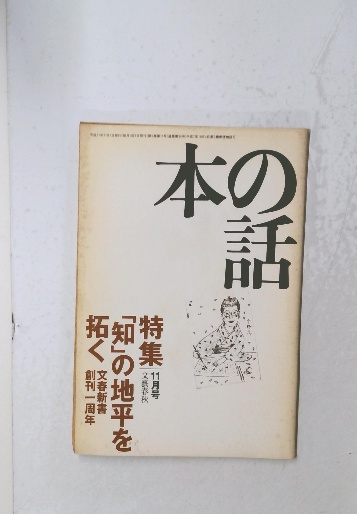 本の話
特集
「知」の地平を
拓く
文春新書
創刊一周年
11月号
文藝春秋